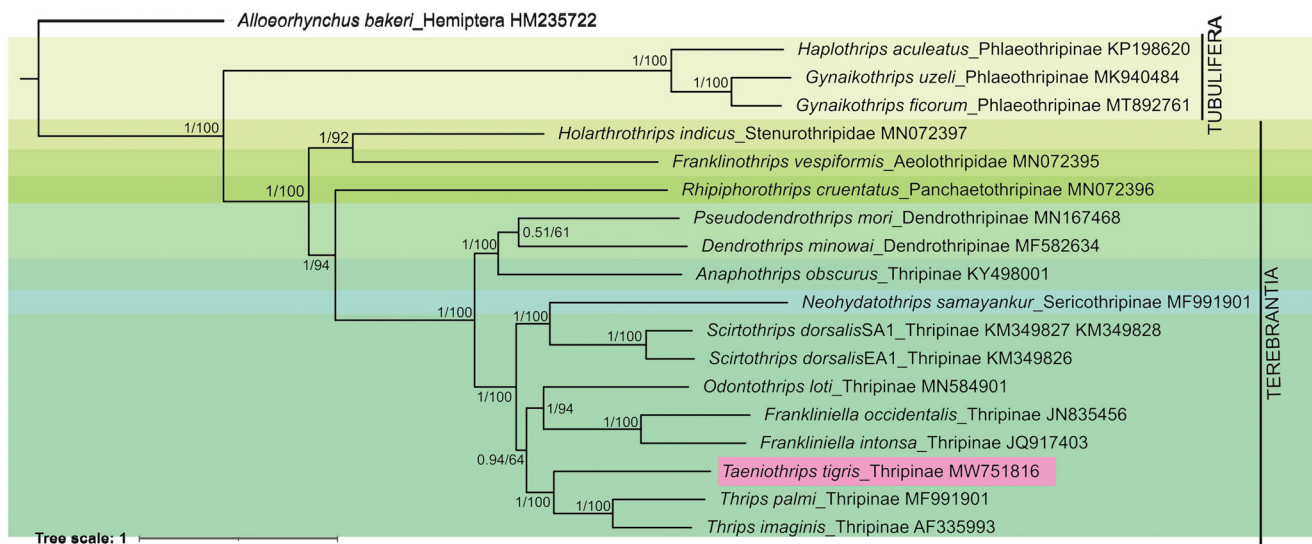 Alloeorhynchus bakeri_Hemiptera HM235722
Haplothrips aculeatus_Phlaeothripinae KP198620
1/100
Gynaikothrips uzeli_Phlaeothripinae MK940484
1/100
Gynaikothrips ficorum_Phlaeothripinae MT892761
TUBULIFERA
1/100
Holarthrothrips indicus_Stenurothripidae MN072397
1/92
Franklinothrips vespiformis_Aeolothripidae MN072395
1/100
Rhipiphorothrips cruentatus_Panchaetothripinae MN072396
Pseudodendrothrips mori_Dendrothripinae MN167468
0.51/61
1/100
Dendrothrips minowai_Dendrothripinae MF582634
1/94
Anaphothrips obscurus_Thripinae KY498001
Neohydatothrips samayankur_Sericothripinae MF991901
1/100
1/100
Scirtothrips dorsalisSA1_Thripinae KM349827 KM349828
1/100
Scirtothrips dorsalisEA1_Thripinae KM349826
TEREBRANTIA
Odontothrips loti_Thripinae MN584901
1/100
1/94
Frankliniella occidentalis_Thripinae JN835456
1/100
Frankliniella intonsa_Thripinae JQ917403
0.94/64
Taeniothrips tigris_Thripinae MW751816
Thrips palmi_Thripinae MF991901
1/100
1/100
Thrips imaginis_Thripinae AF335993
Tree scale: 1